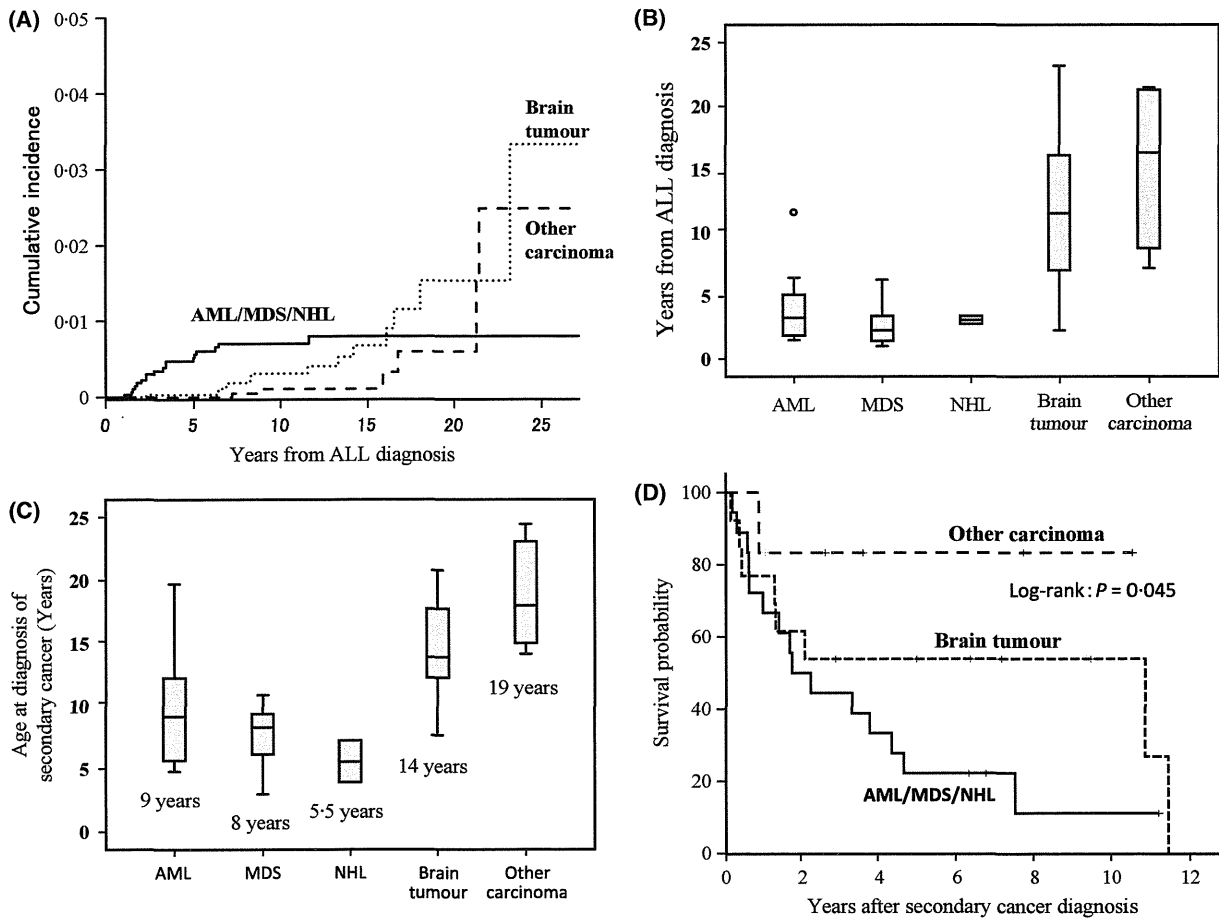 (A)
0·05
0·04
0·03
0·02
0·01
0
Cumulative incidence
Brain
tumour
Other
carcinoma
AML/MDS/NHL
0 5 10 15 20 25
Years from ALL diagnosis
(B)
25
20
15
10
5
0
Years from ALL diagnosis
AML MDS NHL Brain tumour Other carcinoma
(C)
25
20
15
10
5
0
Age at diagnosis of
secondary cancer (Years)
9 years
8 years
5·5 years
14 years
19 years
AML MDS NHL Brain tumour Other carcinoma
(D)
100
80
60
40
20
0
Survival probability
Other carcinoma
Log-rank: P = 0·045
Brain tumour
AML/MDS/NHL
0 2 4 6 8 10 12
Years after secondary cancer diagnosis